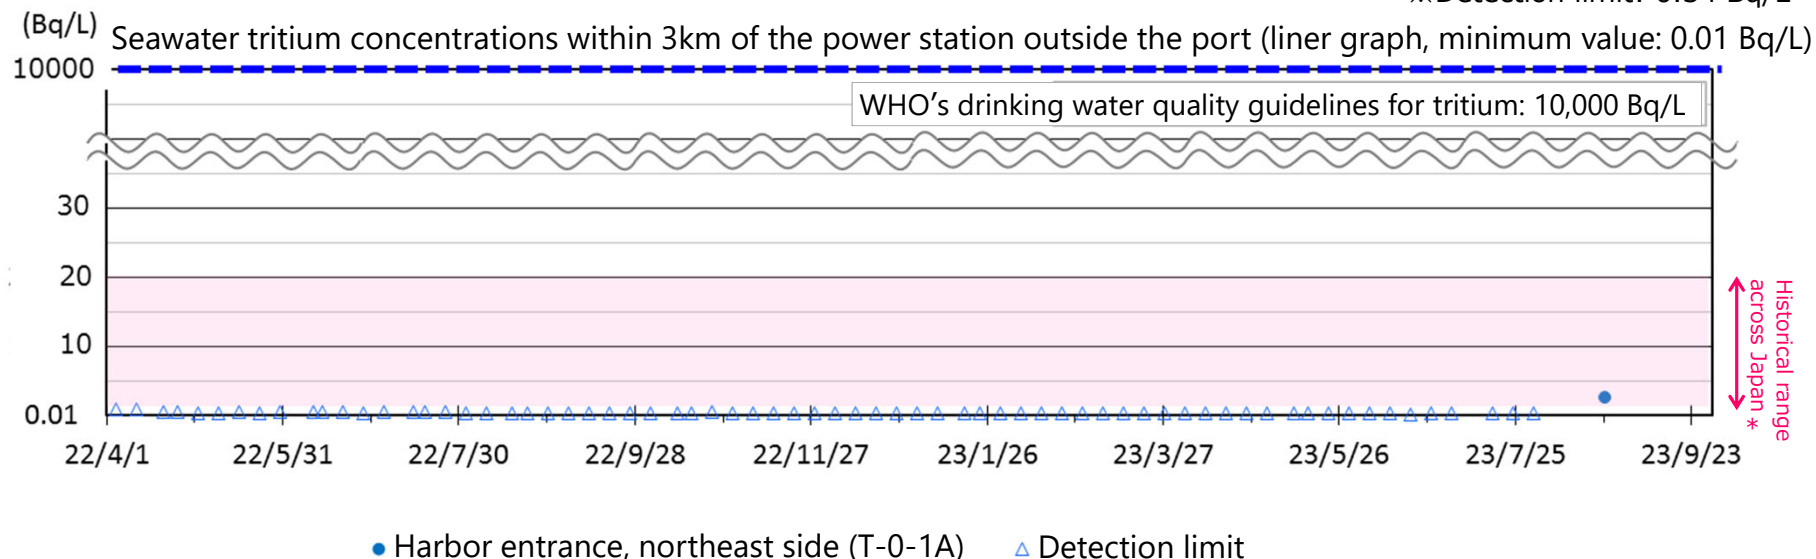 (Bq/L)
Seawater tritium concentrations within 3km of the power station outside the port (liner graph, minimum value: 0.01 Bq/L)
10000
WHO’s drinking water quality guidelines for tritium: 10,000 Bq/L
30
20
10
0.01
Historical range
across Japan *
22/4/1 22/5/31 22/7/30 22/9/28 22/11/27 23/1/26 23/3/27 23/5/26 23/7/25 23/9/23
● Harbor entrance, northeast side (T-0-1A) △ Detection limit